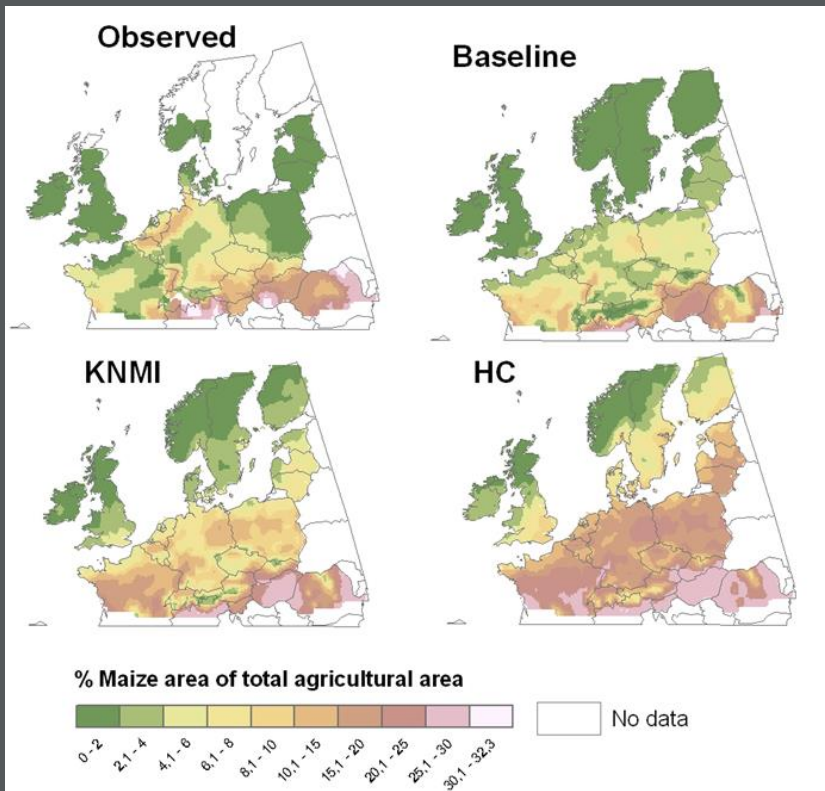 Observed
Baseline
KNMI
HC
% Maize area of total agricultural area
0 - 2
2,1 - 4
4,1 - 6
6,1 - 8
8,1 - 10
10,1 - 15
15,1 - 20
20,1 - 25
25,1 - 30
30,1 - 32,3
No data